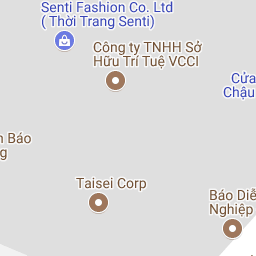 Senti Fashion Co. Ltd
( Thời Trang Senti)
Công ty TNHH Sở
Hữu Trí Tuệ VCCI
Cửa
Chậu
Báo
g
Taisei Corp
Báo Diễ
Nghiệp